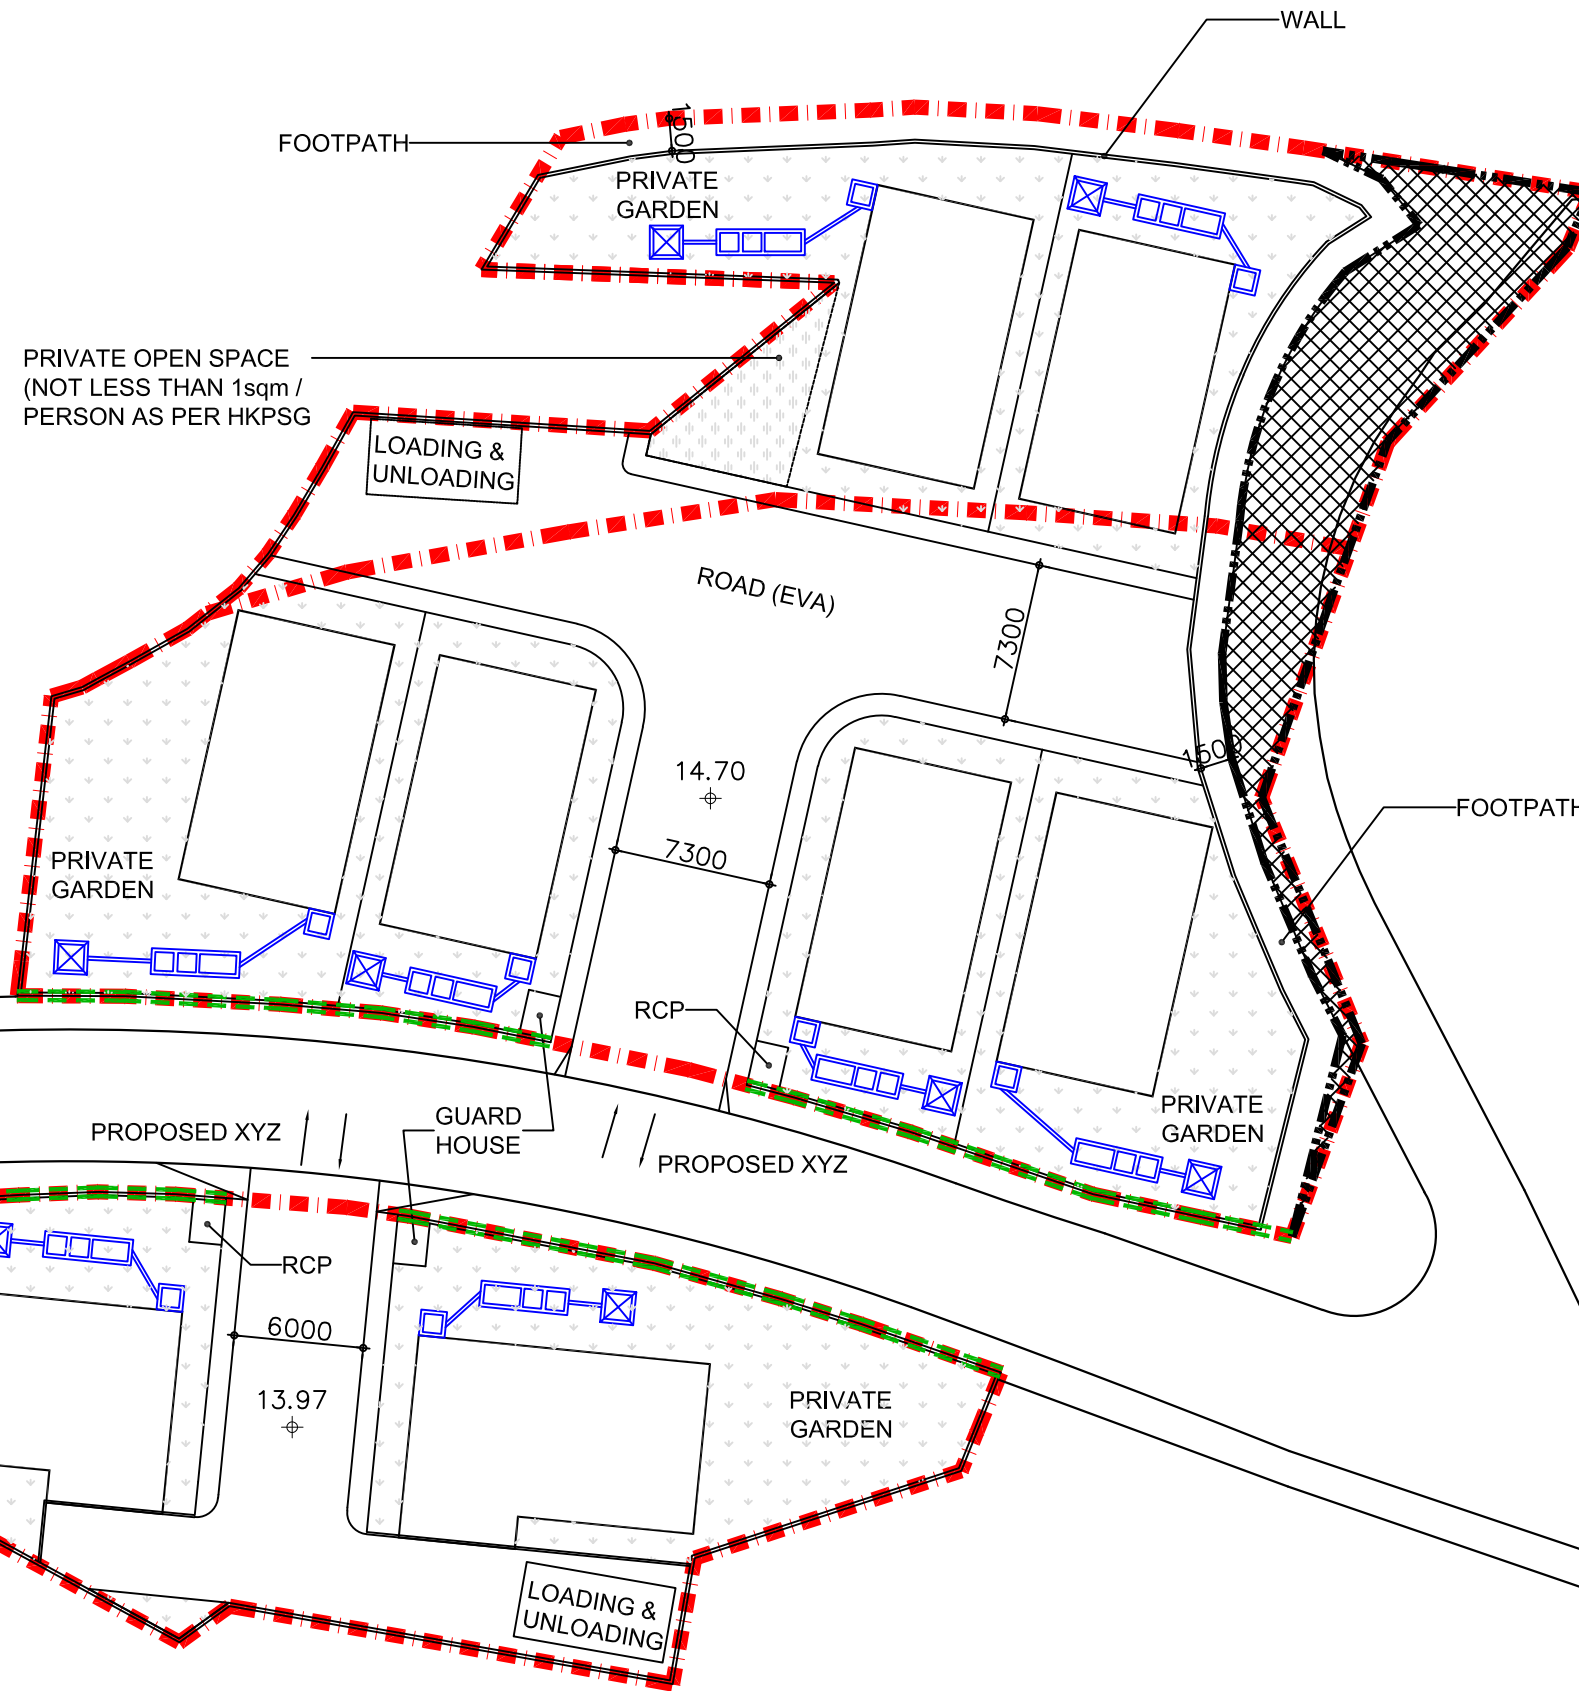 WALL
FOOTPATH
1500
PRIVATE
GARDEN
PRIVATE OPEN SPACE
(NOT LESS THAN 1sqm /
PERSON AS PER HKPSG
LOADING &
UNLOADING
ROAD (EVA)
7300
1500
14.70
7300
FOOTPATH
PRIVATE
GARDEN
RCP
PRIVATE
GARDEN
GUARD
HOUSE
PROPOSED XYZ
PROPOSED XYZ
RCP
6000
13.97
PRIVATE
GARDEN
LOADING &
UNLOADING